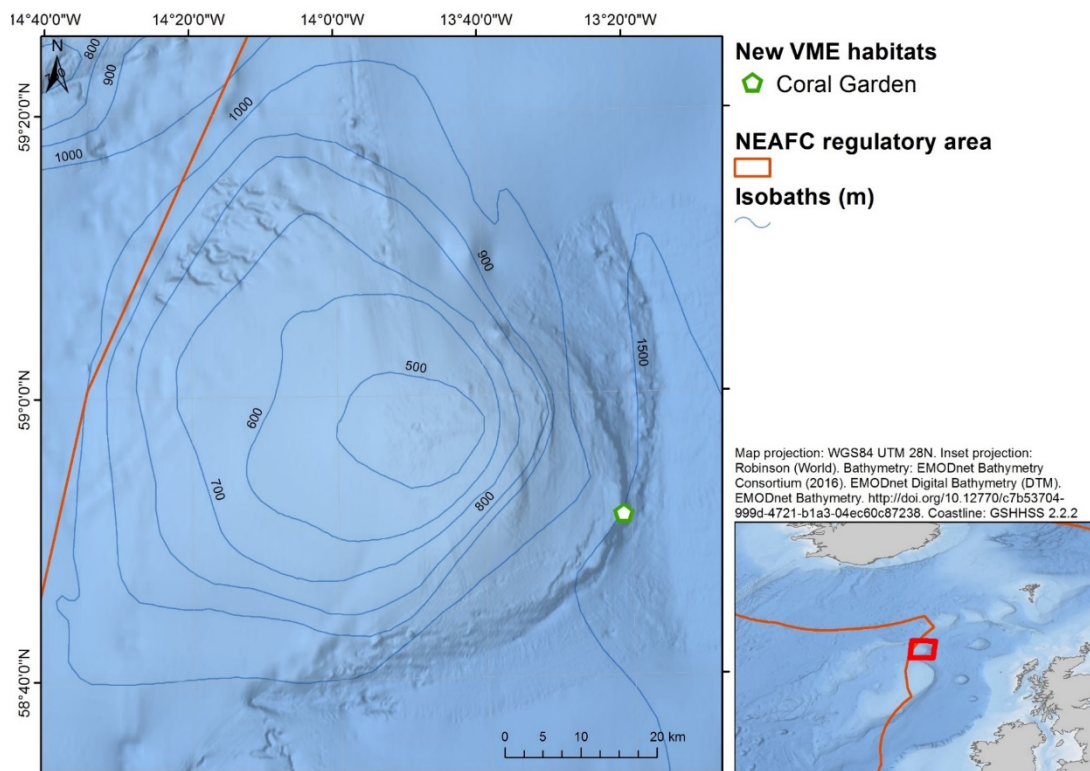 14°40'0"W 14°20'0"W 14°0'0"W 13°40'0"W 13°20'0"W
N
800
900
1000
1000
59°20'0"N
900
1500
500
59°0'0"N
600
700
800
58°40'0"N
0 5 10 20 km
New VME habitats
Coral Garden
NEAFC regulatory area
Isobaths (m)
Map projection: WGS84 UTM 28N. Inset projection:
Robinson (World). Bathymetry: EMODnet Bathymetry
Consortium (2016). EMODnet Digital Bathymetry (DTM).
EMODnet Bathymetry. http://doi.org/10.12770/c7b53704-
999d-4721-b1a3-04ec60c87238. Coastline: GSHHSS 2.2.2